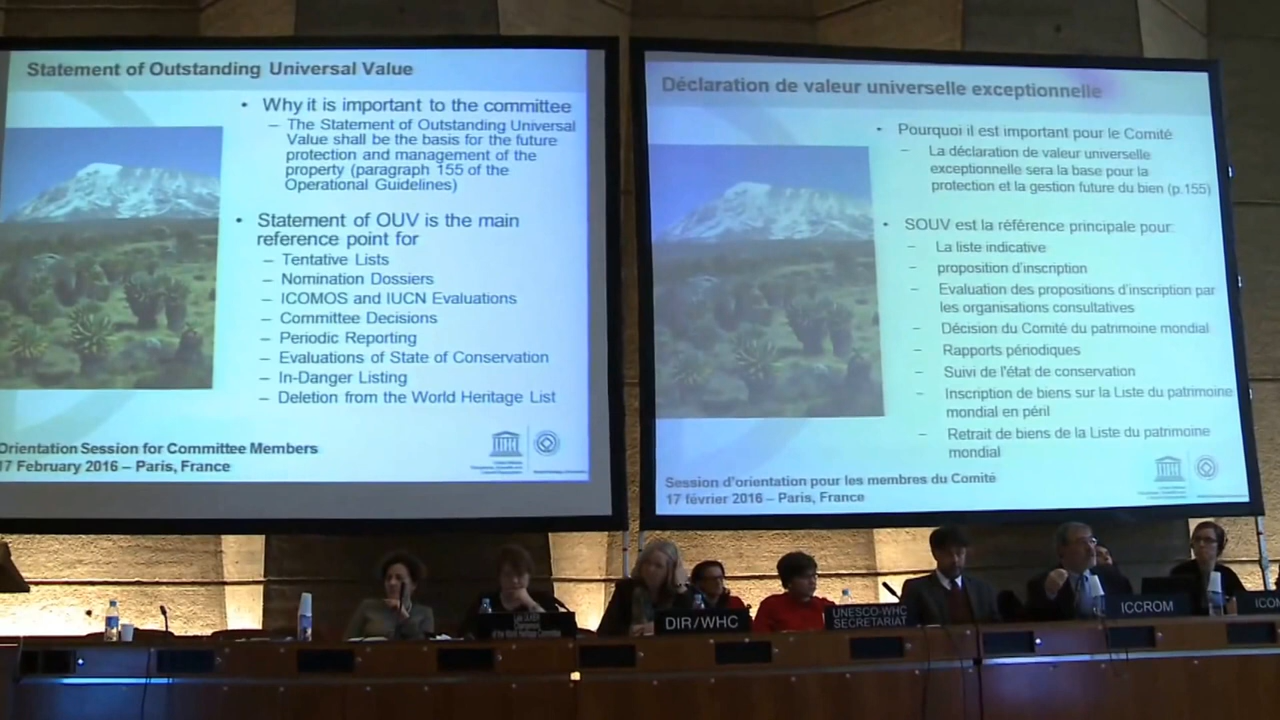 Statement of Outstanding Universal Value
• Why it is important to the committee
– The Statement of Outstanding Universal
Value shall be the basis for the future
protection and management of the
property (paragraph 155 of the
Operational Guidelines)
• Statement of OUV is the main
reference point for
– Tentative Lists
– Nomination Dossiers
– ICOMOS and IUCN Evaluations
– Committee Decisions
– Periodic Reporting
– Evaluations of State of Conservation
– In-Danger Listing
– Deletion from the World Heritage List
Orientation Session for Committee Members
17 February 2016 – Paris, France
Déclaration de valeur universelle exceptionnelle
• Pourquoi il est important pour le Comité
– La déclaration de valeur universelle
exceptionnelle sera la base pour la
protection et la gestion future du bien (p.155)
• SOUV est la référence principale pour:
– La liste indicative
– proposition d'inscription
– Evaluation des propositions d'inscription par
les organisations consultatives
– Décision du Comité du patrimoine mondial
– Rapports périodiques
– Suivi de l'état de conservation
– Inscription de biens sur la Liste du patrimoine
mondial en péril
– Retrait de biens de la Liste du patrimoine
mondial
Session d'orientation pour les membres du Comité
17 février 2016 – Paris, France
DIR/WHC
UNESCO-WHC
SECRETARIAT
ICCROM